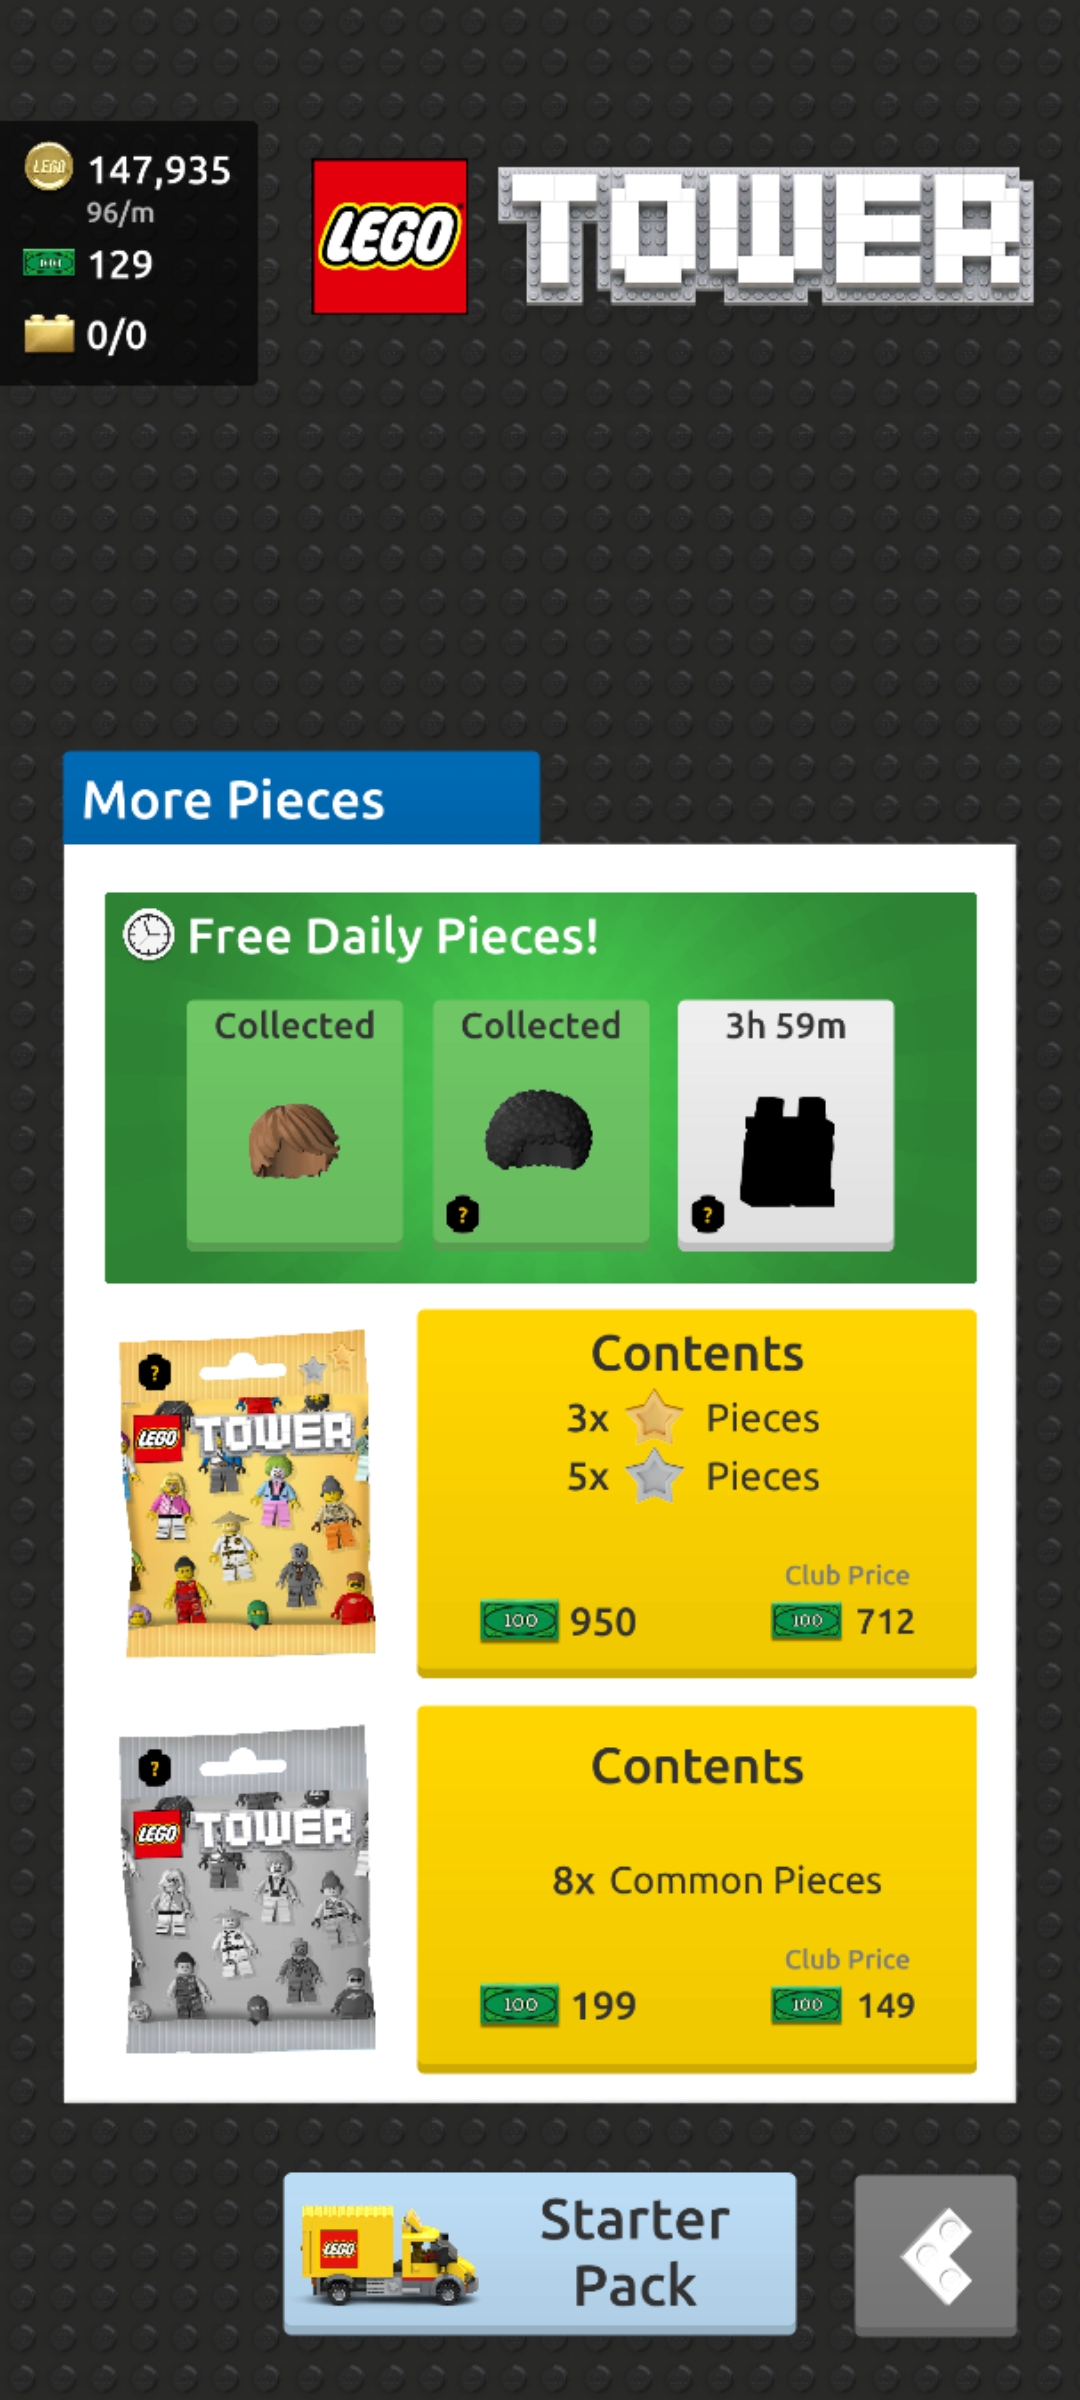 LEGO
147,935
96/m
129
0/0
LEGO
TOWER
More Pieces
Free Daily Pieces!
Collected
Collected
3h 59m
?
?
?
LEGO TOWER
Contents
3x Pieces
5x Pieces
Club Price
100 950
100 712
?
LEGO TOWER
Contents
8x Common Pieces
Club Price
100 199
100 149
LEGO
Starter
Pack